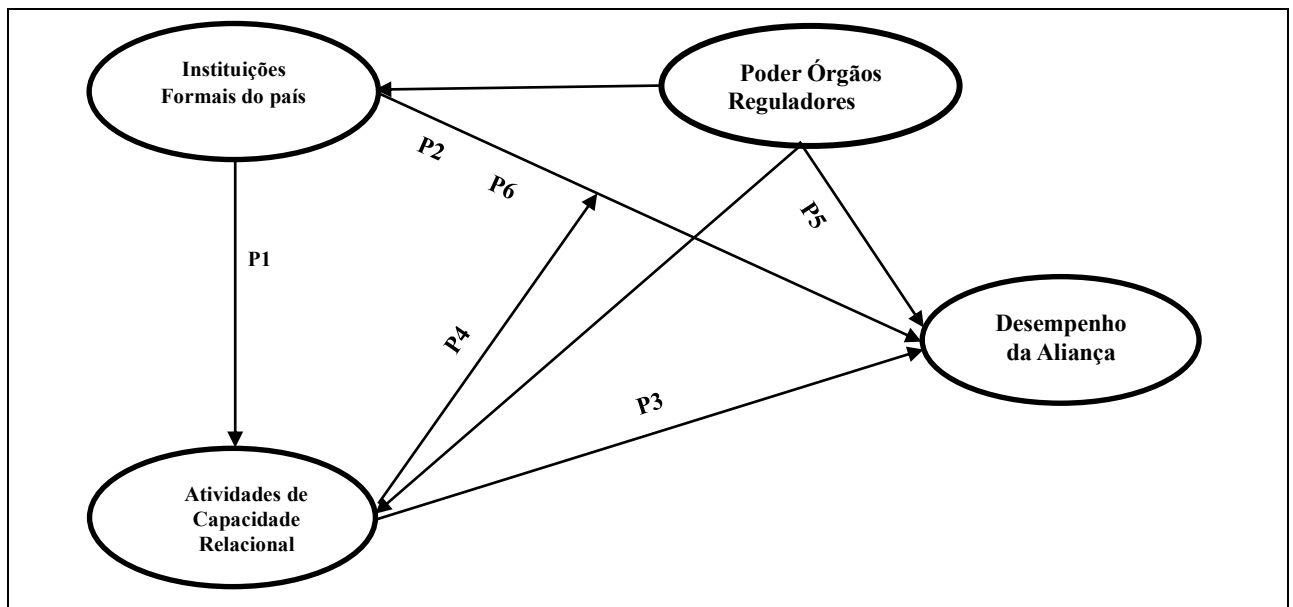 Instituições
Formais do país
Poder Órgãos
Reguladores
P2
P6
P5
P1
P4
P3
Desempenho
da Aliança
Atividades de
Capacidade
Relacional